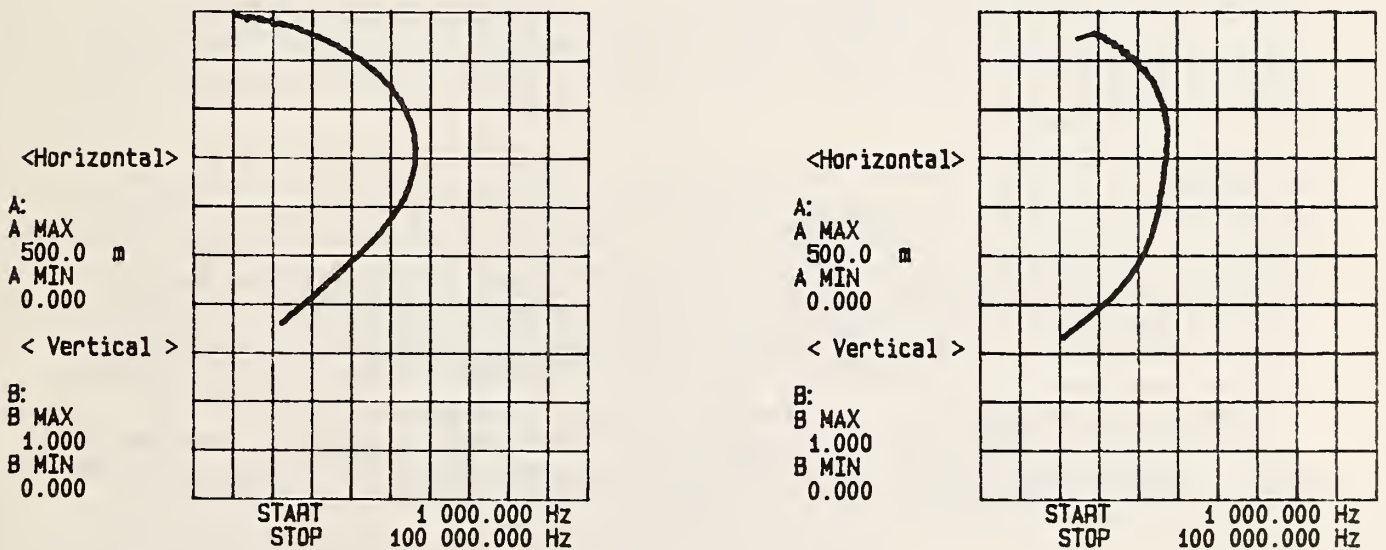 <Horizontal>
A:
A MAX
500.0 m
A MIN
0.000
< Vertical >
B:
B MAX
1.000
B MIN
0.000
START 1 000.000 Hz
STOP 100 000.000 Hz
<Horizontal>
A:
A MAX
500.0 m
A MIN
0.000
< Vertical >
B:
B MAX
1.000
B MIN
0.000
START 1 000.000 Hz
STOP 100 000.000 Hz